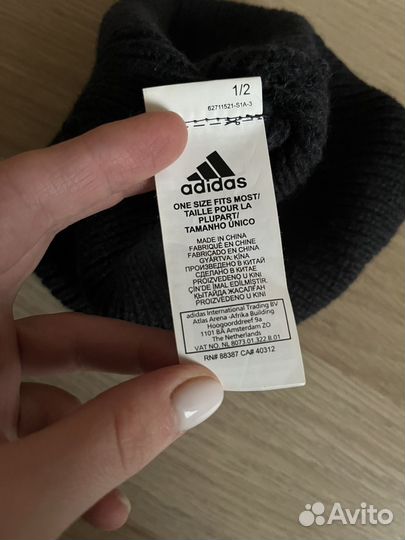 1/2
62711521-S1A-3
adidas
ONE SIZE FITS MOST/
TAILLE POUR LA
PLUPART/
TAMANHO ÚNICO
MADE IN CHINA
FABRIQUÉ EN CHINE
FABRICADO EN CHINA
GYÁRTVA: KÍNA
PROIZVEDENO U KINI
ПРОИЗВЕДЕНО В КИТАЙ
СДЕЛАНО В КИТАЕ
ÇİN'DE İMAL EDİLMİŞTİR
ҚЫТАЙДА ЖАСАЛҒАН
PROIZVEDENO U KINI
adidas International Trading BV
Atlas Arena -Afrika Building
Hoogoorddreef 9a
1101 BA Amsterdam ZO
The Netherlands
VAT NO. NL 8073.01.322 B.01
RN# 88387 CA# 40312
Avito